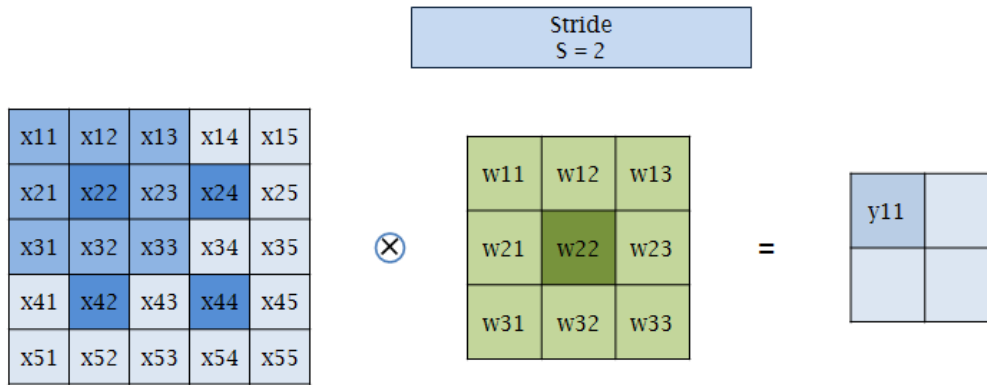 Stride
S = 2
x11 x12 x13 x14 x15
x21 x22 x23 x24 x25
x31 x32 x33 x34 x35
x41 x42 x43 x44 x45
x51 x52 x53 x54 x55
w11 w12 w13
w21 w22 w23
w31 w32 w33
=
y11